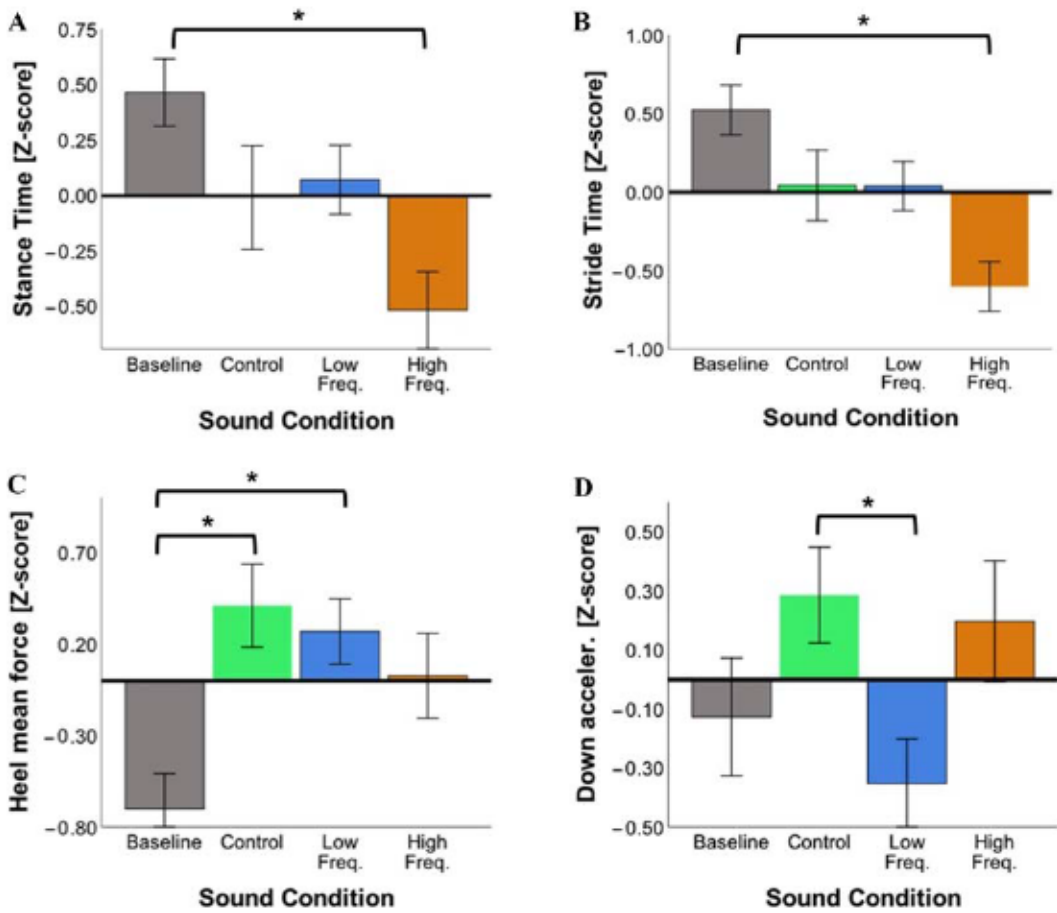 A
*
Stance Time [Z-score]
0.75
0.50
0.25
0.00
−0.25
−0.50
Baseline Control Low High
Freq. Freq.
Sound Condition
B
*
Stride Time [Z-score]
1.00
0.50
0.00
−0.50
−1.00
Baseline Control Low High
Freq. Freq.
Sound Condition
C
*
*
Heel mean force [Z-score]
0.70
0.20
−0.30
−0.80
Baseline Control Low High
Freq. Freq.
Sound Condition
D
*
Down acceler. [Z-score]
0.50
0.30
0.10
−0.10
−0.30
−0.50
Baseline Control Low High
Freq. Freq.
Sound Condition